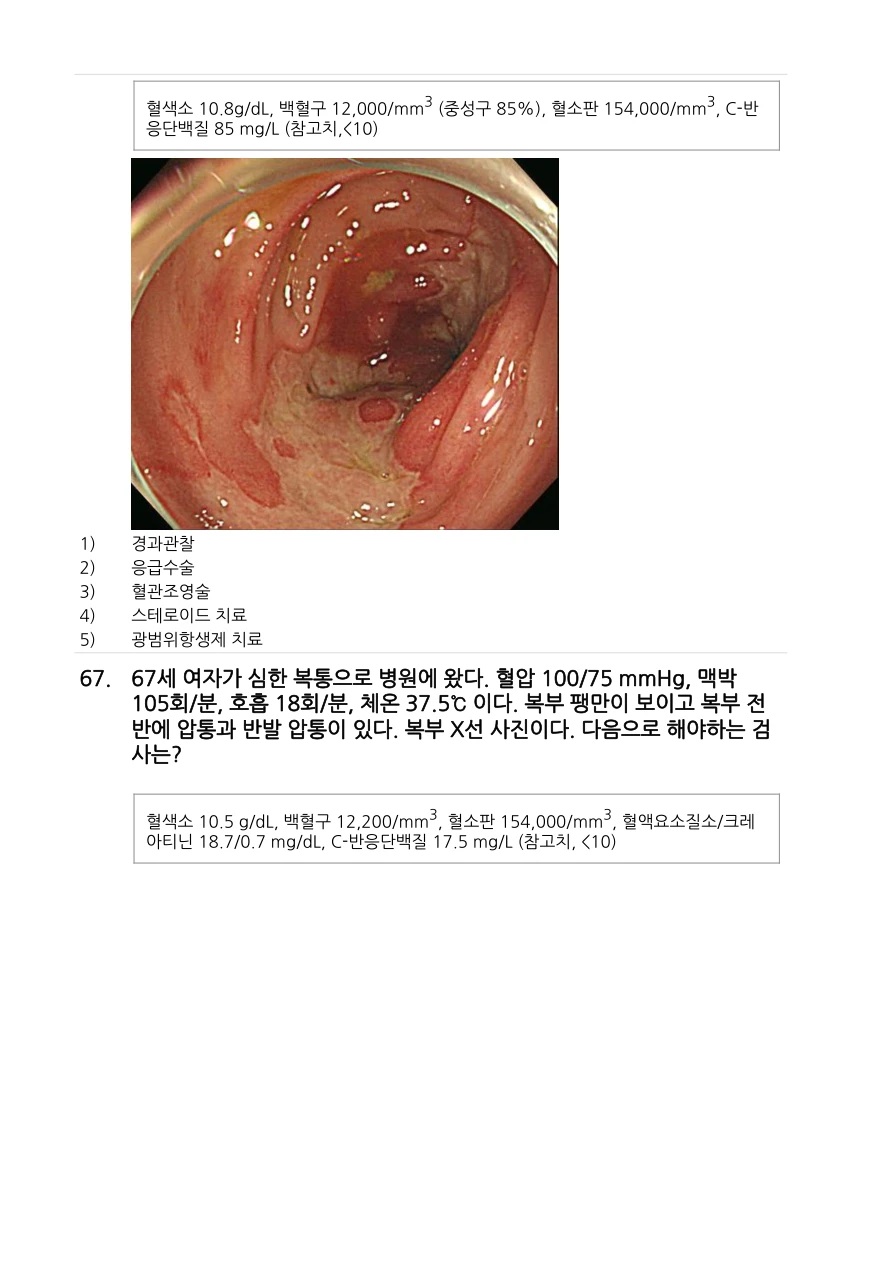 혈색소 10.8g/dL, 백혈구 12,000/mm3 (중성구 85%), 혈소판 154,000/mm3, C-반
응단백질 85 mg/L (참고치,<10)
1) 경과관찰
2) 응급수술
3) 혈관조영술
4) 스테로이드 치료
5) 광범위항생제 치료
67. 67세 여자가 심한 복통으로 병원에 왔다. 혈압 100/75 mmHg, 맥박
105회/분, 호흡 18회/분, 체온 37.5℃ 이다. 복부 팽만이 보이고 복부 전
반에 압통과 반발 압통이 있다. 복부 X선 사진이다. 다음으로 해야하는 검
사는?
혈색소 10.5 g/dL, 백혈구 12,200/mm3, 혈소판 154,000/mm3, 혈액요소질소/크레
아티닌 18.7/0.7 mg/dL, C-반응단백질 17.5 mg/L (참고치, <10)